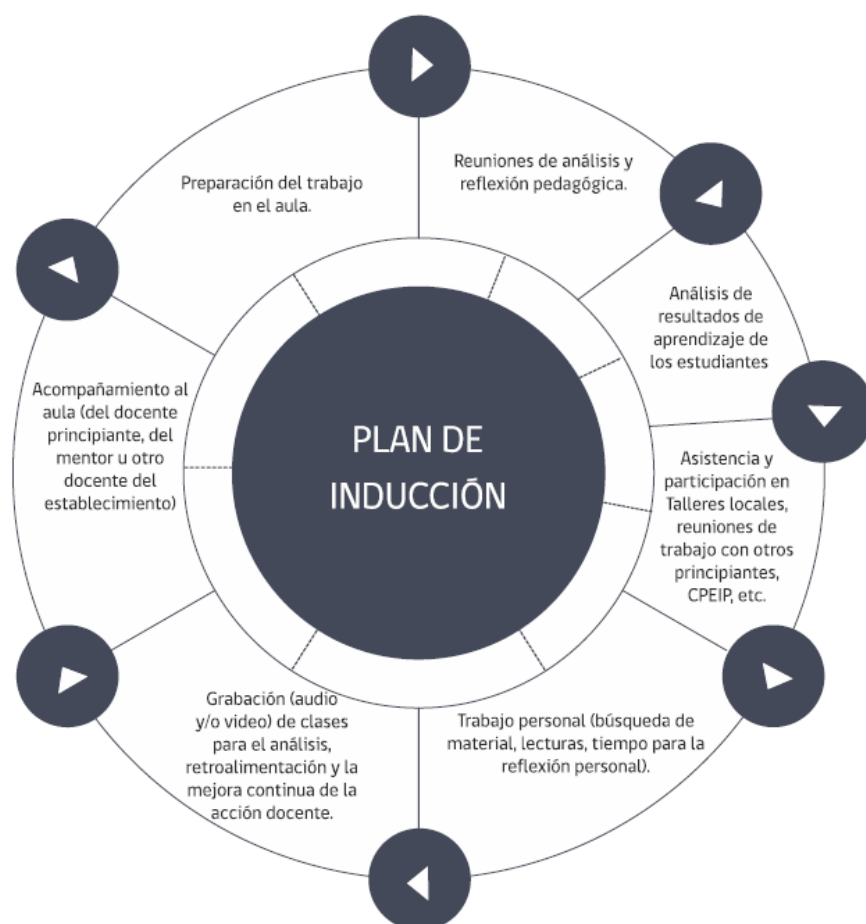 Reuniones de análisis y
reflexión pedagógica.
Análisis de
resultados de
aprendizaje de
los estudiantes
Asistencia y
participación en
Talleres locales,
reuniones de
trabajo con otros
principiantes,
CPEIP, etc.
Trabajo personal (búsqueda de
material, lecturas, tiempo para la
reflexión personal).
Grabación (audio
y/o video) de clases
para el análisis,
retroalimentación y la
mejora continua de la
acción docente.
Acompañamiento al
aula (del docente
principiante, del
mentor u otro
docente del
establecimiento)
Preparación del trabajo
en el aula.
PLAN DE
INDUCCIÓN